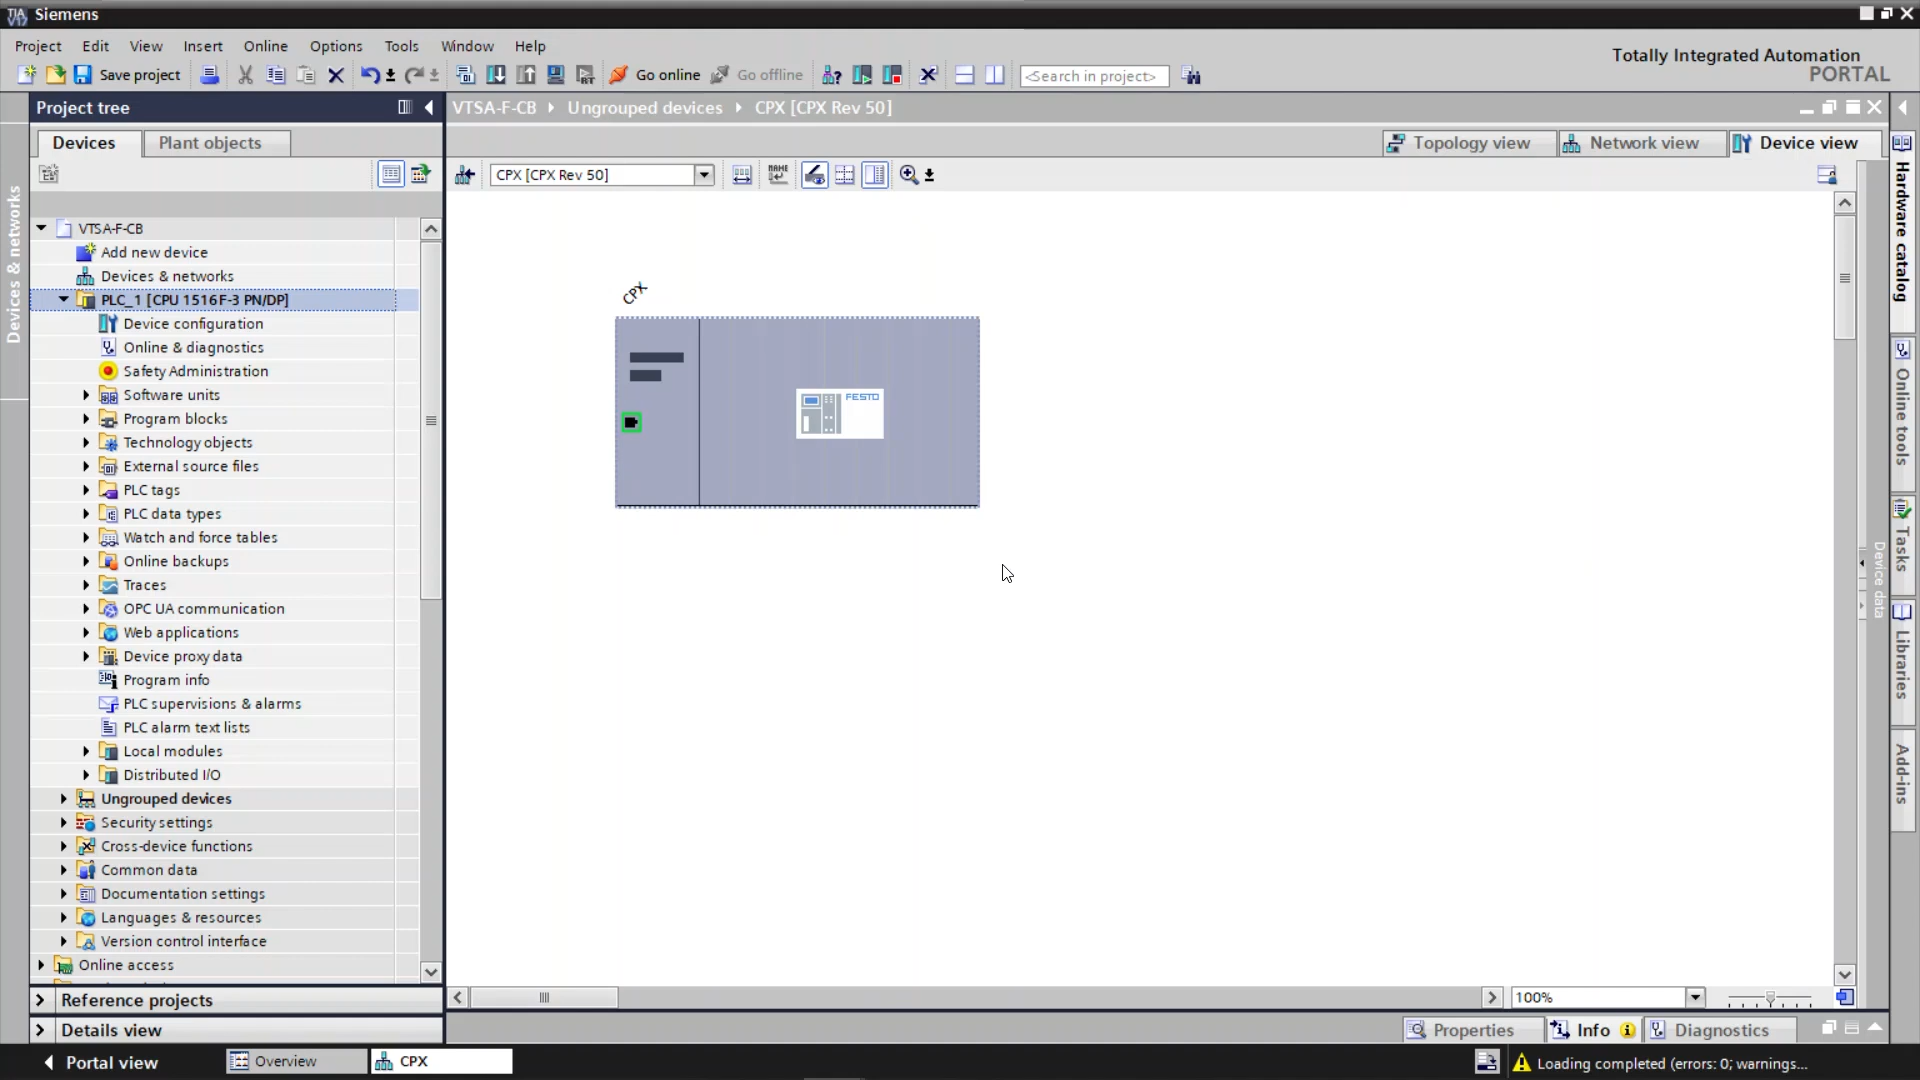 Siemens
Project Edit View Insert Online Options Tools Window Help
Totally Integrated Automation
PORTAL
Save project
Go online
Go offline
<Search in project>
Project tree
VTSA-F-CB Ungrouped devices CPX [CPX Rev 50]
Devices
Plant objects
Topology view
Network view
Device view
CPX [CPX Rev 50]
VTSA-F-CB
Add new device
Devices & networks
PLC_1 [CPU 1516F-3 PN/DP]
Device configuration
Online & diagnostics
Safety Administration
Software units
Program blocks
Technology objects
External source files
PLC tags
PLC data types
Watch and force tables
Online backups
Traces
OPC UA communication
Web applications
Device proxy data
Program info
PLC supervisions & alarms
PLC alarm text lists
Local modules
Distributed I/O
Ungrouped devices
Security settings
Cross-device functions
Common data
Documentation settings
Languages & resources
Version control interface
Online access
Reference projects
Details view
Devices & networks
CPX
FESTO
Device data
Hardware catalog
Online tools
Tasks
Libraries
Add-ins
100%
Properties
Info
Diagnostics
Portal view
Overview
CPX
Loading completed (errors: 0; warnings...